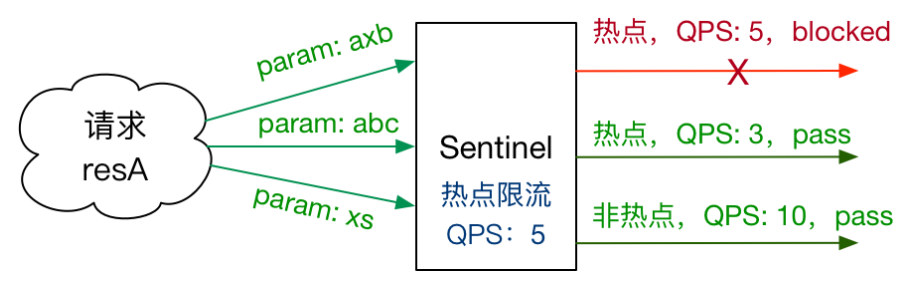 请求
resA
param: axb
param: abc
param: xs
Sentinel
热点限流
QPS：5
热点，QPS: 5，blocked
X
热点，QPS: 3，pass
非热点，QPS: 10，pass